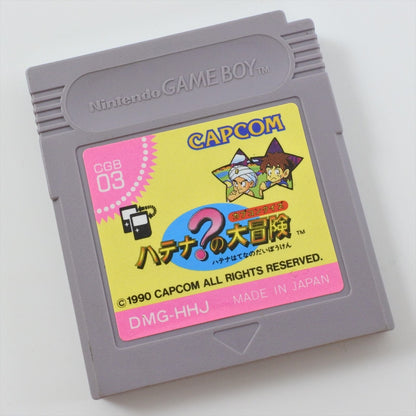 Nintendo GAME BOY TM
CAPCOM
CGB
03
ハテナ?の大冒険 TM
ハテナはてなのだいぼうけん
©1990 CAPCOM ALL RIGHTS RESERVED.
DMG-HHJ MADE IN JAPAN